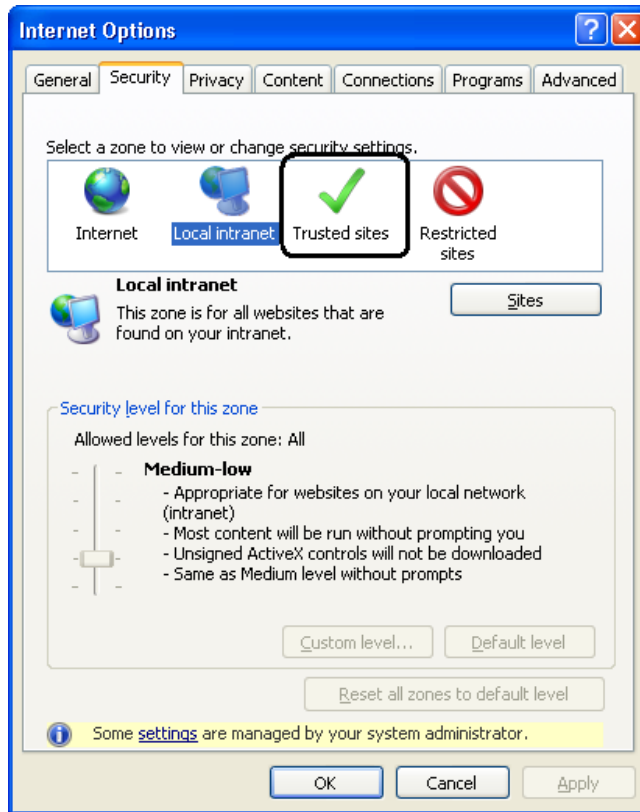 Internet Options
General Security Privacy Content Connections Programs Advanced
Select a zone to view or change security settings.
Internet Local intranet Trusted sites Restricted sites
Local intranet
This zone is for all websites that are
found on your intranet.
Sites
Security level for this zone
Allowed levels for this zone: All
Medium-low
- Appropriate for websites on your local network
(intranet)
- Most content will be run without prompting you
- Unsigned ActiveX controls will not be downloaded
- Same as Medium level without prompts
Custom level... Default level
Reset all zones to default level
Some settings are managed by your system administrator.
OK Cancel Apply